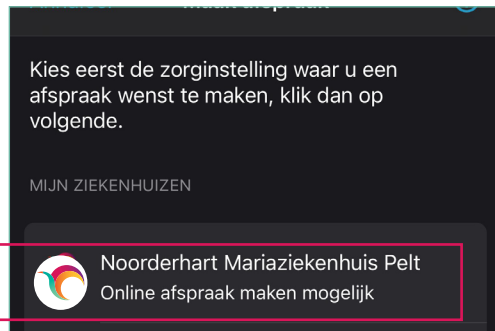 Kies eerst de zorginstelling waar u een
afspraak wenst te maken, klik dan op
volgende.
MIJN ZIEKENHUIZEN
Noorderhart Mariaziekenhuis Pelt
Online afspraak maken mogelijk